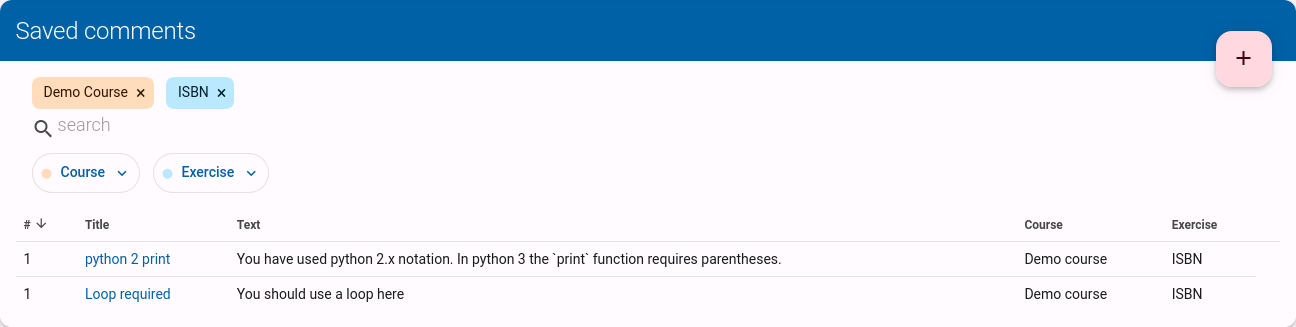 Saved comments
+
Demo Course × ISBN ×
search
Course Exercise
# ↓ Title Text Course Exercise
1 python 2 print You have used python 2.x notation. In python 3 the `print` function requires parentheses. Demo course ISBN
1 Loop required You should use a loop here Demo course ISBN